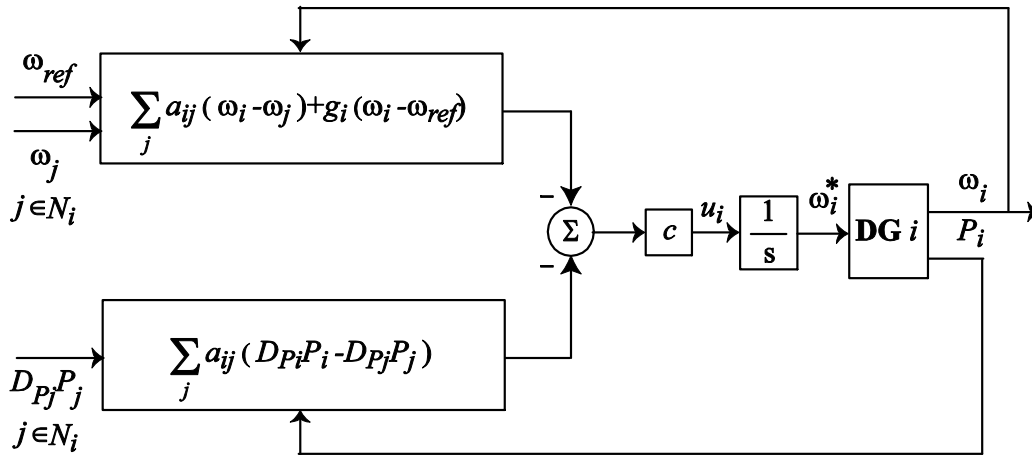 ω_ref
∑_j a_ij (ω_i -ω_j )+g_i (ω_i -ω_ref)
ω_j
j∈N_i
−
Σ
−
c
u_i
1/s
ω_i^*
DG i
ω_i
P_i
∑_j a_ij ( D_Pi P_i -D_Pj P_j )
D_Pj P_j
j∈N_i